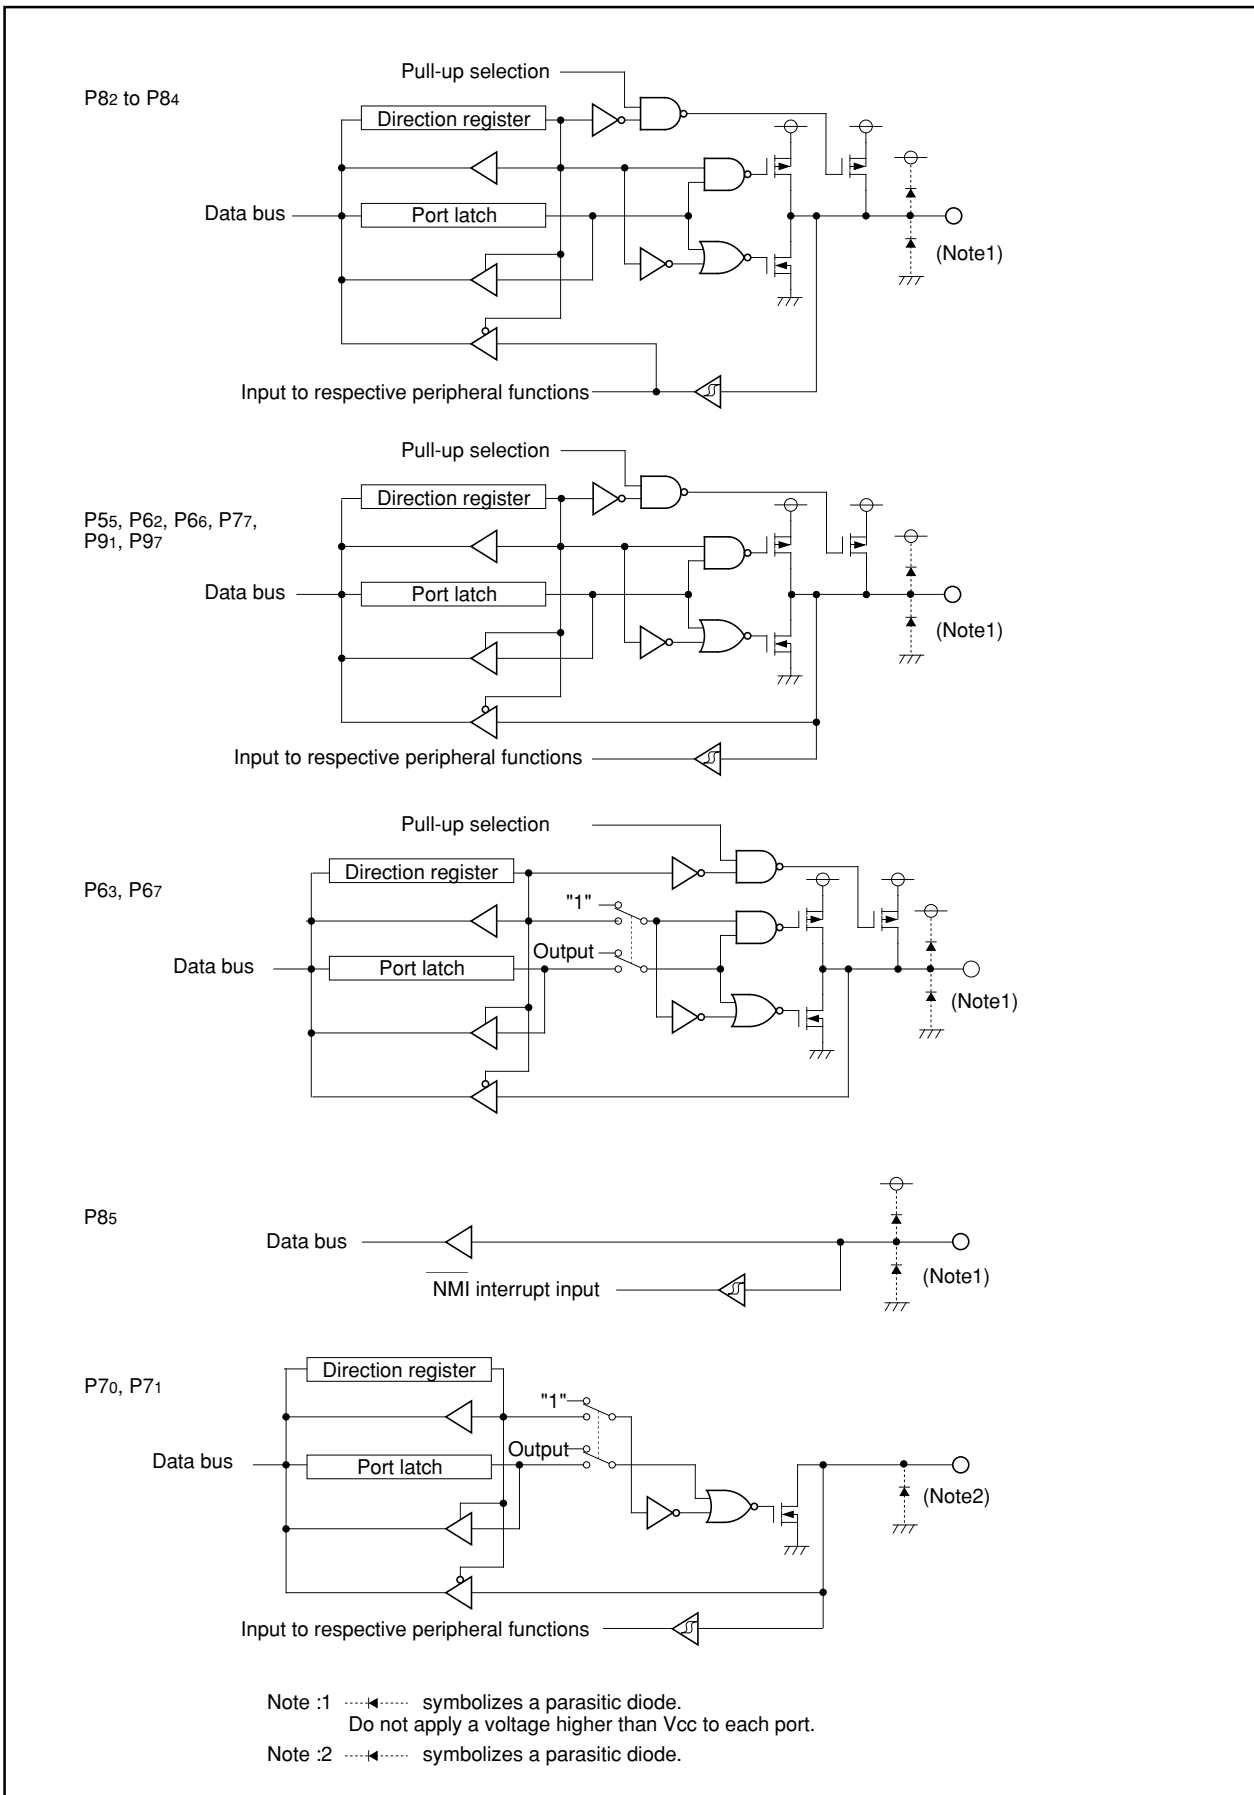 Pull-up selection
P82 to P84
Direction register
Data bus
Port latch
(Note1)
Input to respective peripheral functions
Pull-up selection
Direction register
P55, P62, P66, P77,
P91, P97
Data bus
Port latch
(Note1)
Input to respective peripheral functions
Pull-up selection
Direction register
P63, P67
"1"
Output
Data bus
Port latch
(Note1)
P85
Data bus
(Note1)
NMI interrupt input
Direction register
P70, P71
"1"
Output
Data bus
Port latch
(Note2)
Input to respective peripheral functions
Note :1 symbolizes a parasitic diode.
Do not apply a voltage higher than Vcc to each port.
Note :2 symbolizes a parasitic diode.